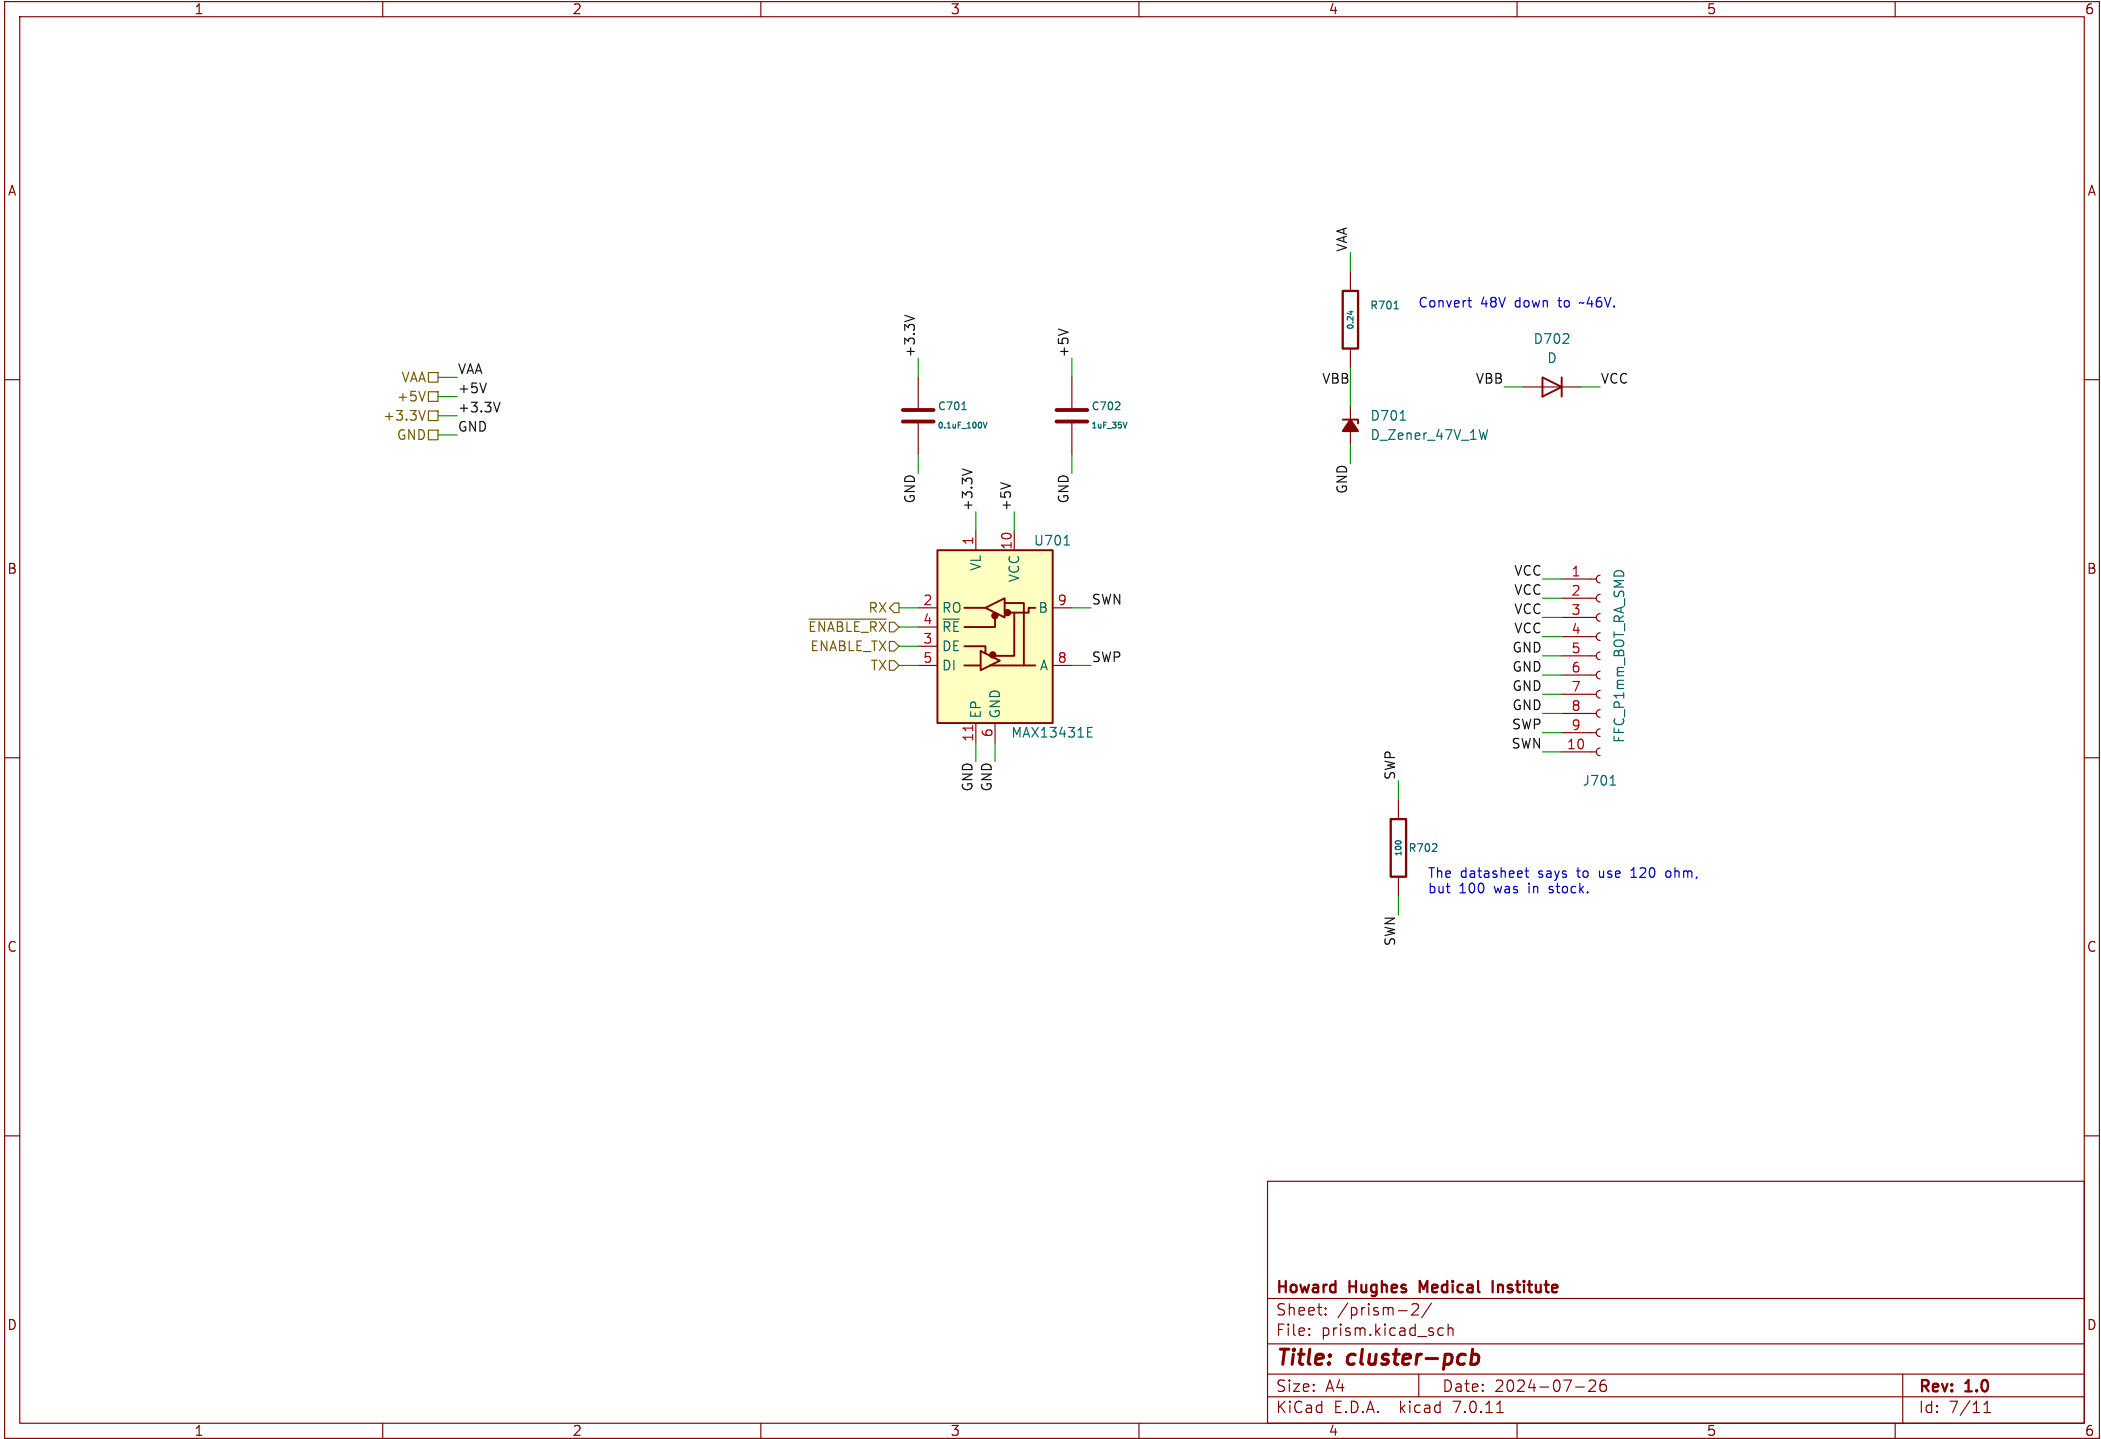 1 2 3 4 5 6
A A
VAA
R701
0.24
Convert 48V down to ~46V.
D702
D
VBB
VBB VCC
D701
D_Zener_47V_1W
GND
VAA VAA
+5V +5V
+3.3V +3.3V
GND GND
+3.3V
C701
0.1uF_100V
GND
+5V
C702
1uF_35V
GND
+3.3V
+5V
U701
1 10
VL VCC
RX 2 RO B 9 SWN
ENABLE_RX 4 RE
ENABLE_TX 3 DE
TX 5 DI A 8 SWP
EP GND
11 6
MAX13431E
GND GND
B B
VCC 1
VCC 2
VCC 3
VCC 4
GND 5
GND 6
GND 7
GND 8
SWP 9
SWN 10
FFC_P1mm_BOT_RA_SMD
J701
SWP
100
R702
The datasheet says to use 120 ohm,
but 100 was in stock.
SWN
C C
Howard Hughes Medical Institute
Sheet: /prism-2/
File: prism.kicad_sch
Title: cluster-pcb
Size: A4 Date: 2024-07-26 Rev: 1.0
KiCad E.D.A. kicad 7.0.11 Id: 7/11
D D
1 2 3 4 5 6